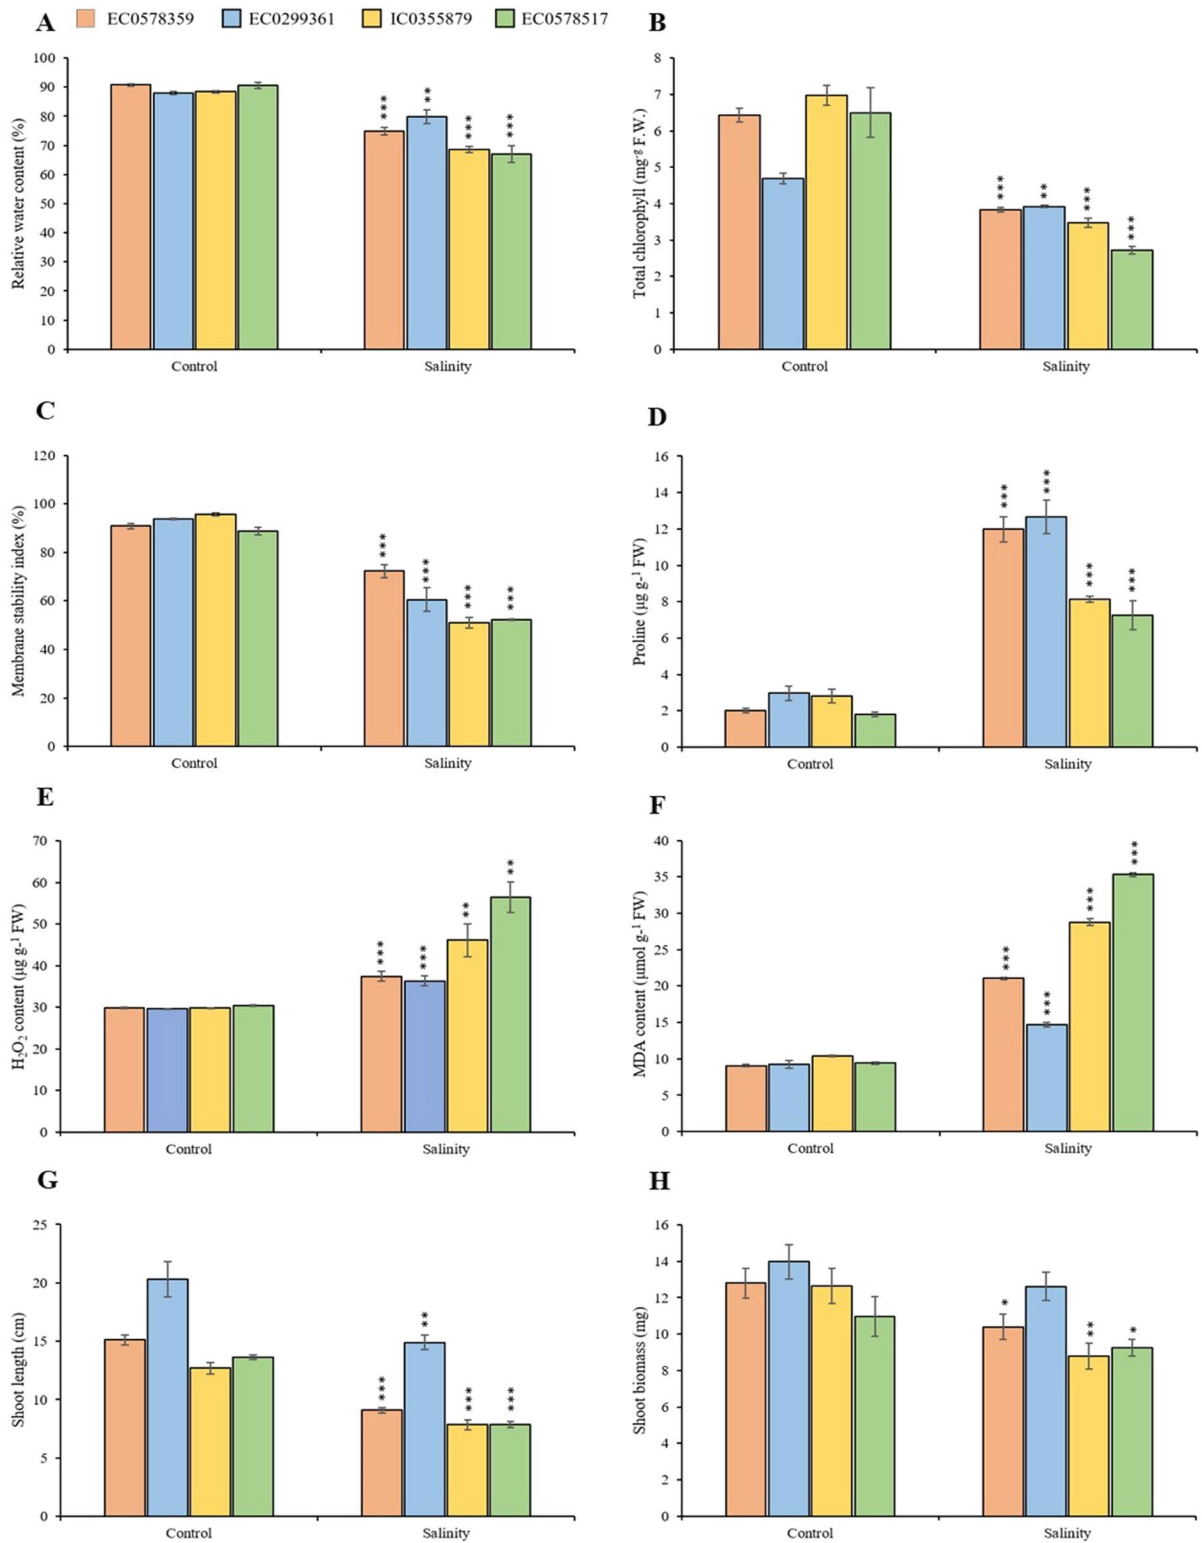 A EC0578359 EC0299361 IC0355879 EC0578517
B
Relative water content (%)
100
90
80
70
60
50
40
30
20
10
0
*** ** *** ***
Control Salinity
Total chlorophyll (mg-g F.W.)
8
7
6
5
4
3
2
1
0
*** ** *** ***
Control Salinity
C
Membrane stability index (%)
120
100
80
60
40
20
0
*** *** *** ***
Control Salinity
D
Proline (µg g-1 FW)
16
14
12
10
8
6
4
2
0
*** *** *** ***
Control Salinity
E
H2O2 content (µg g-1 FW)
70
60
50
40
30
20
10
0
*** *** ** **
Control Salinity
F
MDA content (µmol g-1 FW)
40
35
30
25
20
15
10
5
0
*** *** *** ***
Control Salinity
G
Shoot length (cm)
25
20
15
10
5
0
*** ** *** ***
Control Salinity
H
Shoot biomass (mg)
16
14
12
10
8
6
4
2
0
* ** *
Control Salinity